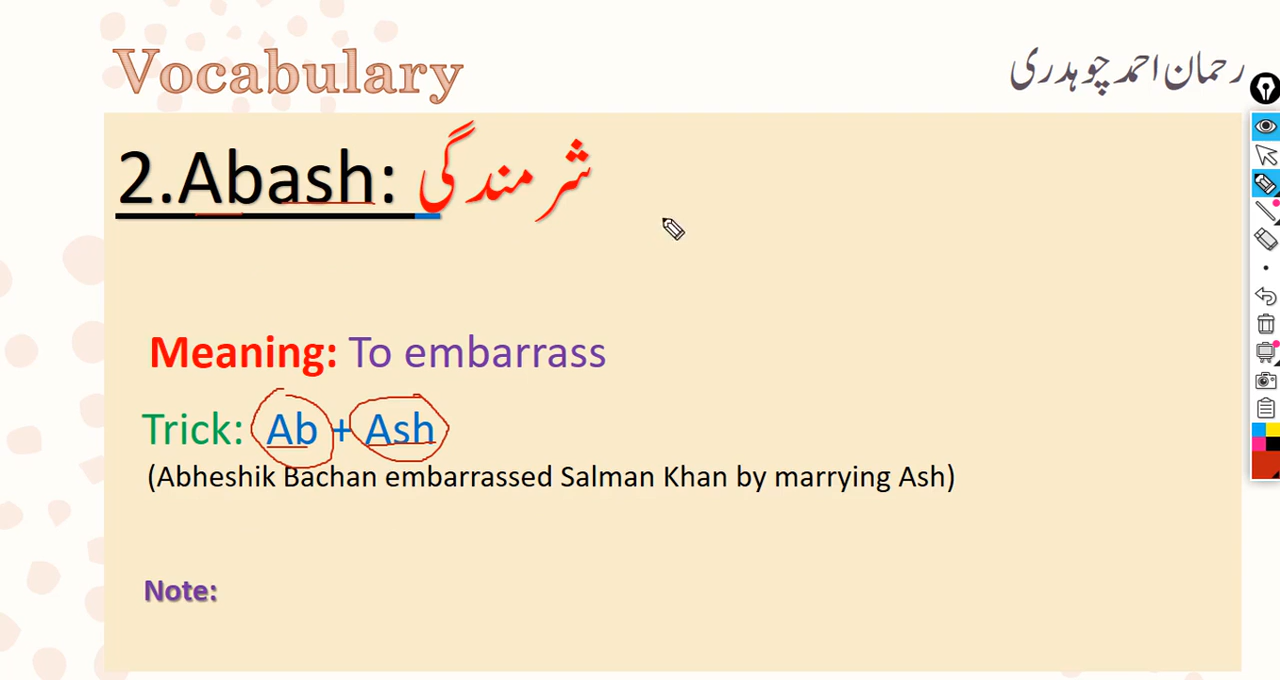 Vocabulary
رحمان احمد چوہدری
2.Abash: شرمندگی
Meaning: To embarrass
Trick: Ab + Ash
(Abheshik Bachan embarrassed Salman Khan by marrying Ash)
Note: